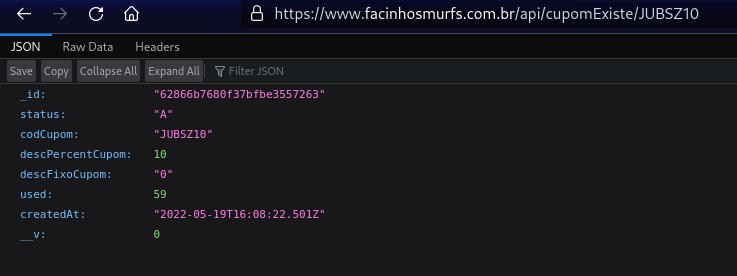 https://www.facinhosmurfs.com.br/api/cupomExiste/JUBSZ10
JSON Raw Data Headers
Save Copy Collapse All Expand All Filter JSON
_id: "62866b7680f37bfbe3557263"
status: "A"
codCupom: "JUBSZ10"
descPercentCupom: 10
descFixoCupom: "0"
used: 59
createdAt: "2022-05-19T16:08:22.501Z"
__v: 0